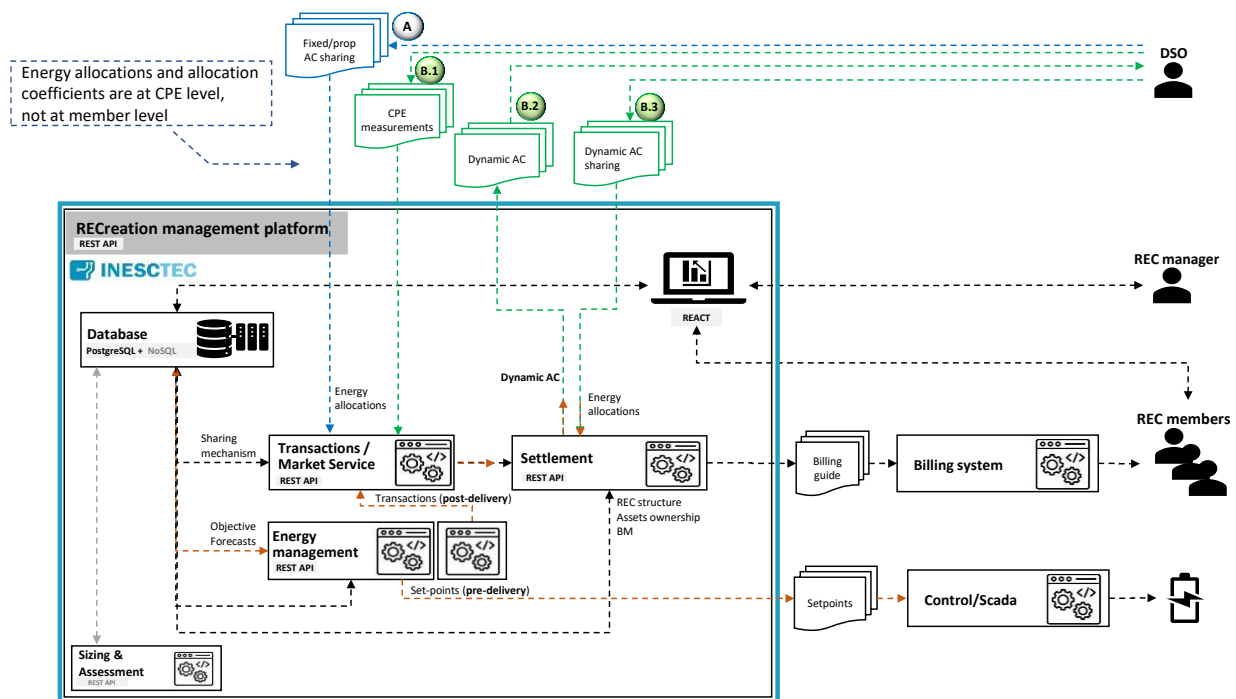 A
Fixed/prop
AC sharing
DSO
Energy allocations and allocation
coefficients are at CPE level,
not at member level
B.1
CPE
measurements
B.2
Dynamic AC
B.3
Dynamic AC
sharing
RECreation management platform
REST API
INESCTEC
REC manager
REACT
Database
PostgreSQL + NoSQL
Dynamic AC
Energy
allocations
Energy
allocations
REC members
Sharing
mechanism
Transactions /
Market Service
REST API
Settlement
REST API
Billing
guide
Billing system
Transactions (post-delivery)
REC structure
Assets ownership
BM
Objective
Forecasts
Energy
management
REST API
Set-points (pre-delivery)
Setpoints
Control/Scada
Sizing &
Assessment
REST API